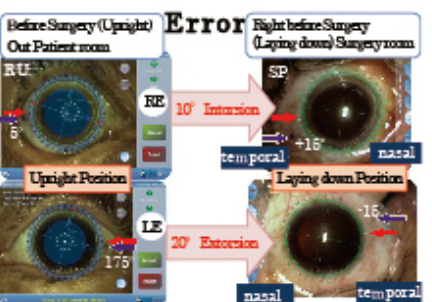 Error
Before Surgery (Upright)
Out Patient room
Right before Surgery
(Laying down) Surgery room
RU
SP
RE
5°
10° Intorsion
+15°
temporal
nasal
Upright Position
Laying down Position
LE
175°
20° Extorsion
-15
nasal
temporal